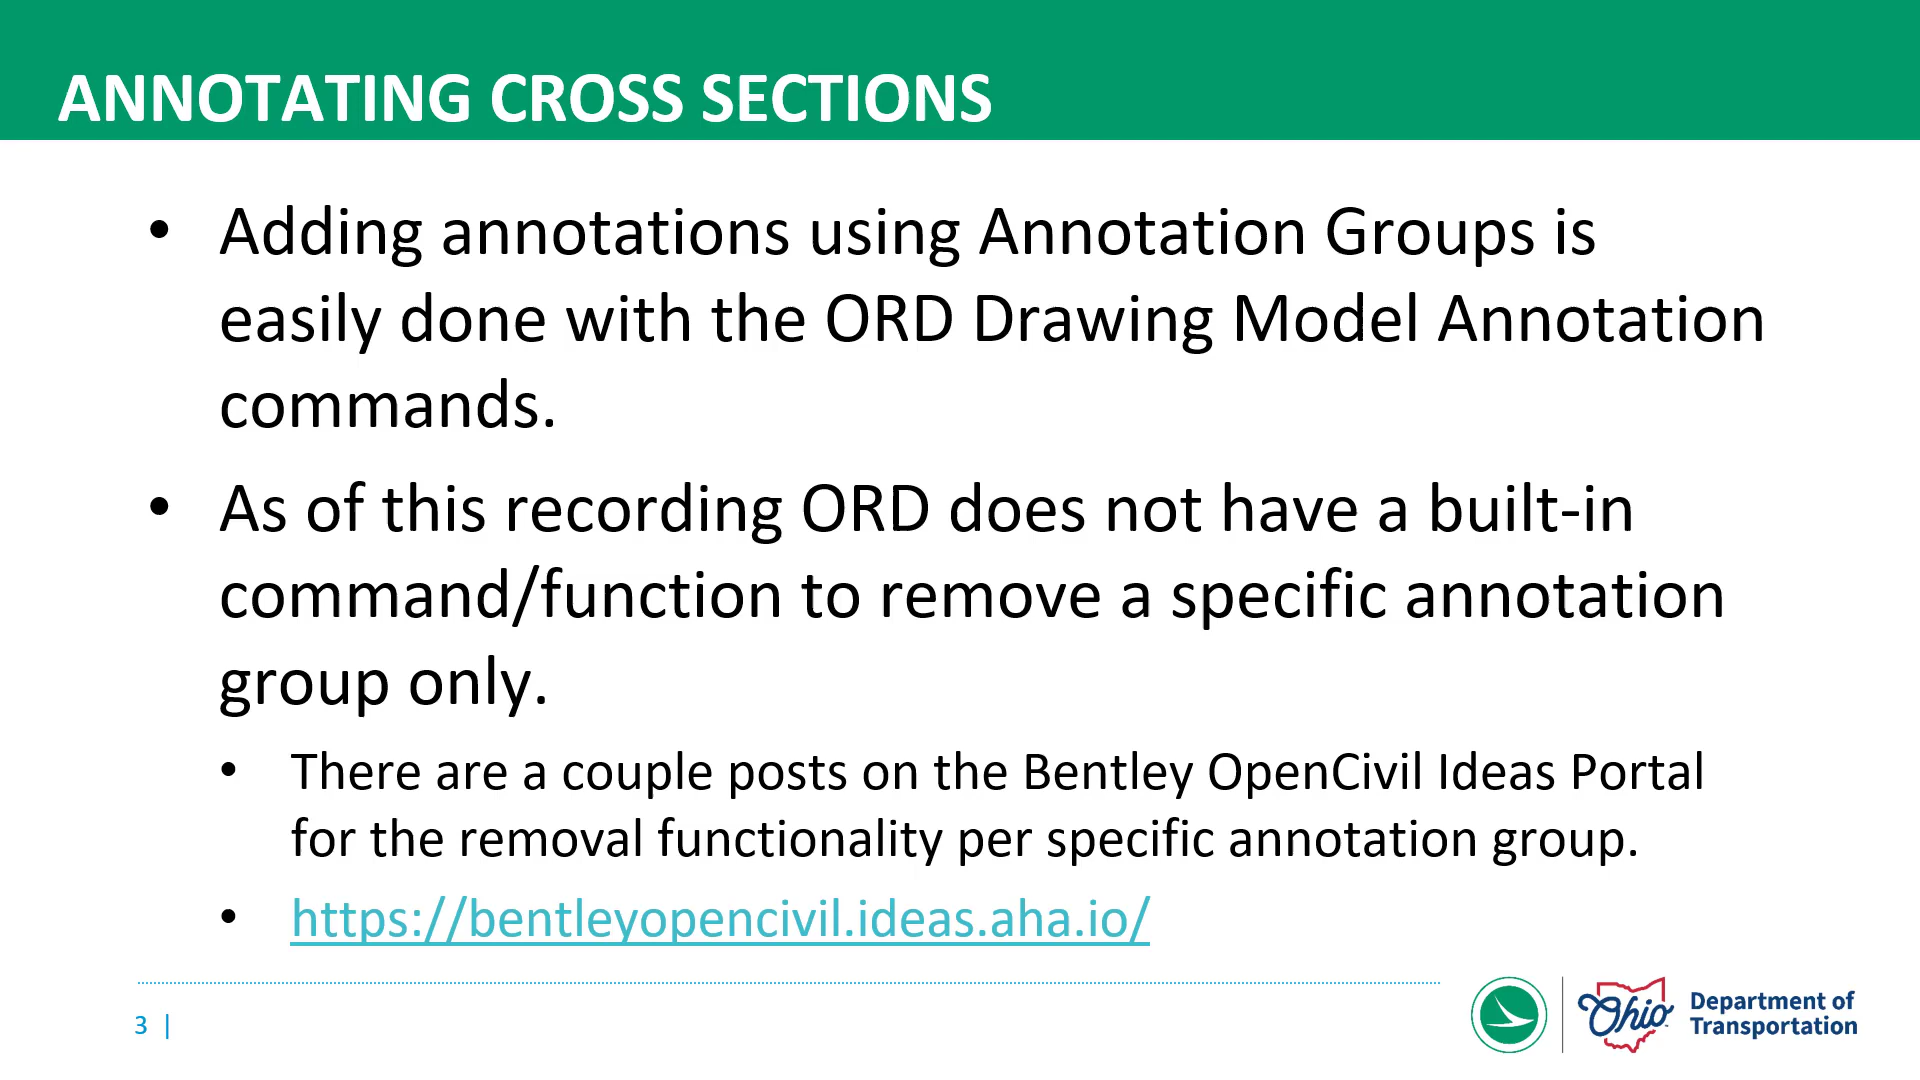 ANNOTATING CROSS SECTIONS
• Adding annotations using Annotation Groups is
easily done with the ORD Drawing Model Annotation
commands.
• As of this recording ORD does not have a built-in
command/function to remove a specific annotation
group only.
• There are a couple posts on the Bentley OpenCivil Ideas Portal
for the removal functionality per specific annotation group.
• https://bentleyopencivil.ideas.aha.io/
3 |
Ohio
Department of
Transportation